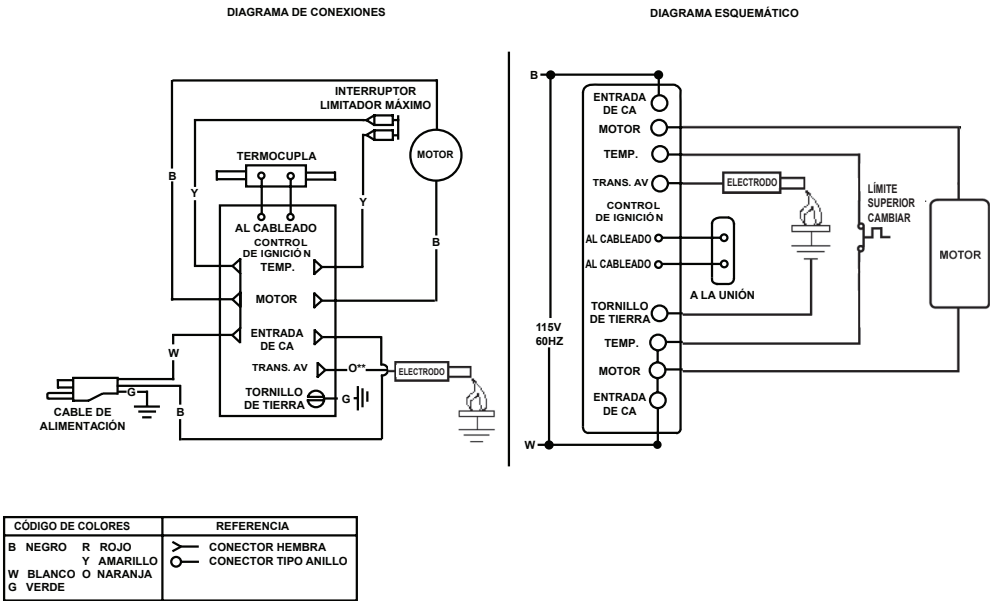 DIAGRAMA DE CONEXIONES
INTERRUPTOR
LIMITADOR MÁXIMO
TERMOCUPLA
MOTOR
B
Y
Y
B
AL CABLEADO
CONTROL
DE IGNICIÓN
TEMP.
MOTOR
ENTRADA
DE CA
W
TRANS. AV
O**
ELECTRODO
TORNILLO
DE TIERRA
G
G
B
CABLE DE
ALIMENTACIÓN
DIAGRAMA ESQUEMÁTICO
B
ENTRADA
DE CA
MOTOR
TEMP.
TRANS. AV
ELECTRODO
CONTROL
DE IGNICIÓN
LÍMITE
SUPERIOR
CAMBIAR
AL CABLEADO
AL CABLEADO
A LA UNIÓN
MOTOR
TORNILLO
DE TIERRA
115V
60HZ
TEMP.
MOTOR
ENTRADA
DE CA
W
CÓDIGO DE COLORES
REFERENCIA
B NEGRO R ROJO
CONECTOR HEMBRA
Y AMARILLO
CONECTOR TIPO ANILLO
W BLANCO O NARANJA
G VERDE